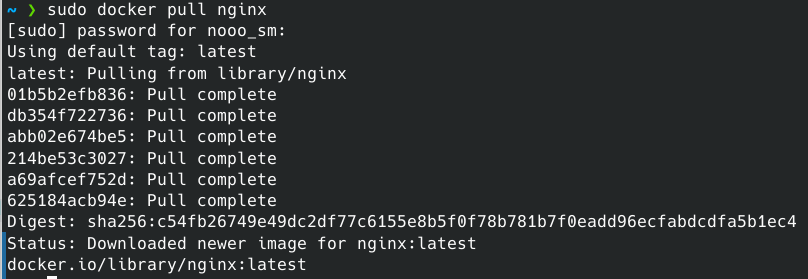 ~ ❯ sudo docker pull nginx
[sudo] password for nooo_sm:
Using default tag: latest
latest: Pulling from library/nginx
01b5b2efb836: Pull complete
db354f722736: Pull complete
abb02e674be5: Pull complete
214be53c3027: Pull complete
a69afcef752d: Pull complete
625184acb94e: Pull complete
Digest: sha256:c54fb26749e49dc2df77c6155e8b5f0f78b781b7f0eadd96ecfabdcdfa5b1ec4
Status: Downloaded newer image for nginx:latest
docker.io/library/nginx:latest